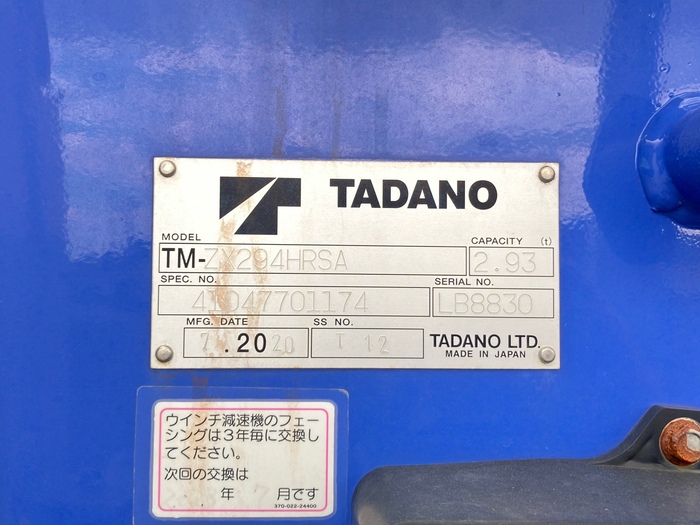 TADANO
MODEL
TM-ZX294HRSA
CAPACITY (t)
2.93
SPEC. NO.
41047701174
SERIAL NO.
LB8830
MFG. DATE
7.2020
SS NO.
T 12
TADANO LTD.
MADE IN JAPAN
ウインチ減速機のフェー
シングは３年毎に交換し
てください。
次回の交換は
年 月です
370-022-24400